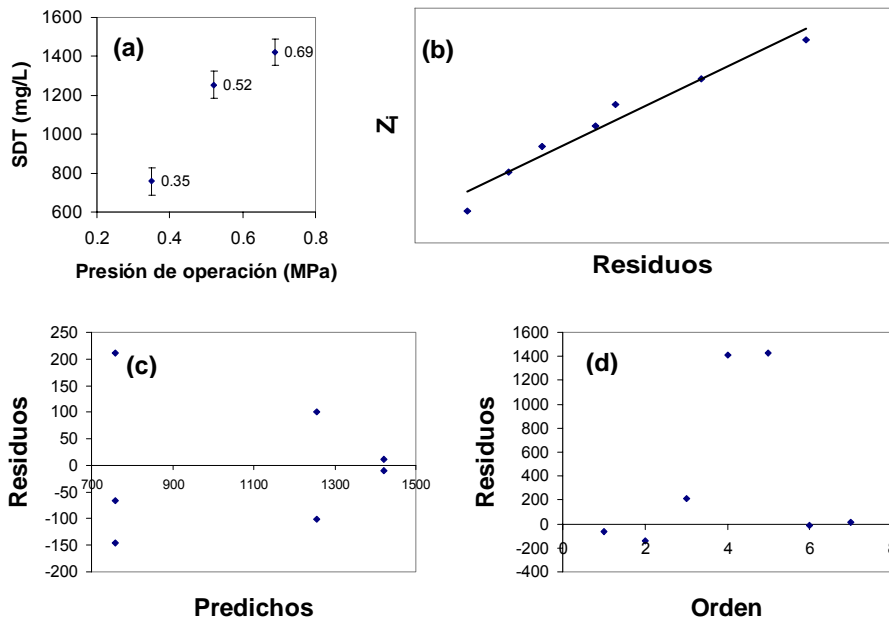 (a)
SDT (mg/L)
1600
1400
1200
1000
800
600
0.69
0.52
0.35
0.2 0.4 0.6 0.8
Presión de operación (MPa)
(b)
Zi
Residuos
(c)
Residuos
250
200
150
100
50
0
-50
-100
-150
-200
700 900 1100 1300 1500
Predichos
(d)
Residuos
1600
1400
1200
1000
800
600
400
200
0
-200
-400
0 2 4 6 8
Orden